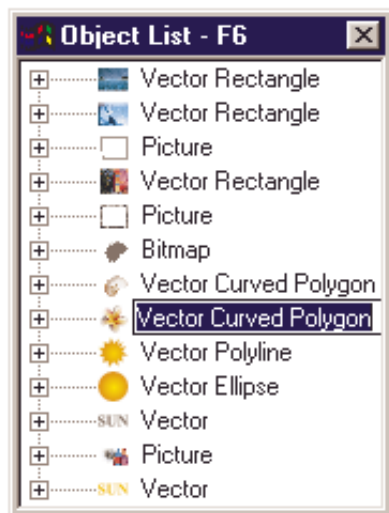 Object List - F6
Vector Rectangle
Vector Rectangle
Picture
Vector Rectangle
Picture
Bitmap
Vector Curved Polygon
Vector Curved Polygon
Vector Polyline
Vector Ellipse
SUN Vector
Picture
SUN Vector